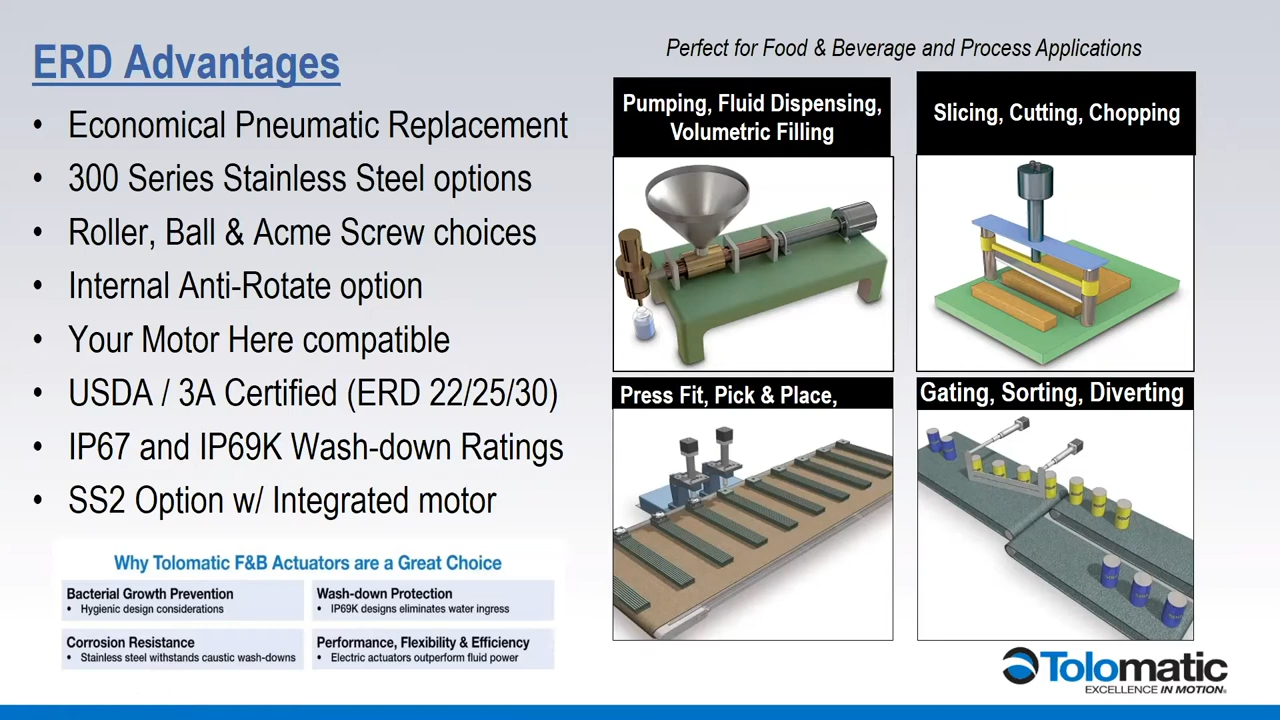 ERD Advantages
• Economical Pneumatic Replacement
• 300 Series Stainless Steel options
• Roller, Ball & Acme Screw choices
• Internal Anti-Rotate option
• Your Motor Here compatible
• USDA / 3A Certified (ERD 22/25/30)
• IP67 and IP69K Wash-down Ratings
• SS2 Option w/ Integrated motor
Why Tolomatic F&B Actuators are a Great Choice
Bacterial Growth Prevention
• Hygienic design considerations
Wash-down Protection
• IP69K designs eliminates water ingress
Corrosion Resistance
• Stainless steel withstands caustic wash-downs
Performance, Flexibility & Efficiency
• Electric actuators outperform fluid power
Perfect for Food & Beverage and Process Applications
Pumping, Fluid Dispensing,
Volumetric Filling
Slicing, Cutting, Chopping
Press Fit, Pick & Place,
Gating, Sorting, Diverting
Tolomatic
EXCELLENCE IN MOTION®